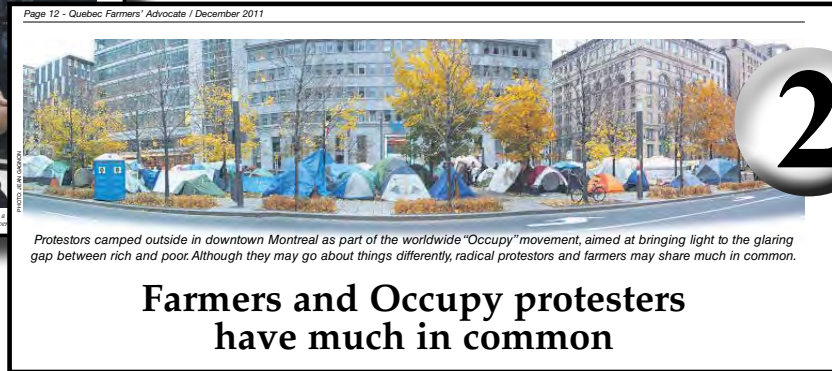 Page 12 - Quebec Farmers' Advocate / December 2011
2
PHOTO: JEAN GAGNON
Protestors camped outside in downtown Montreal as part of the worldwide “Occupy” movement, aimed at bringing light to the glaring
gap between rich and poor. Although they may go about things differently, radical protestors and farmers may share much in common.
Farmers and Occupy protesters
have much in common